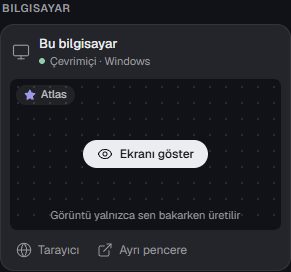 BILGISAYAR
Bu bilgisayar
Çevrimiçi · Windows
Atlas
Ekranı göster
Görüntü yalnızca sen bakarken üretilir
Tarayıcı
Ayrı pencere